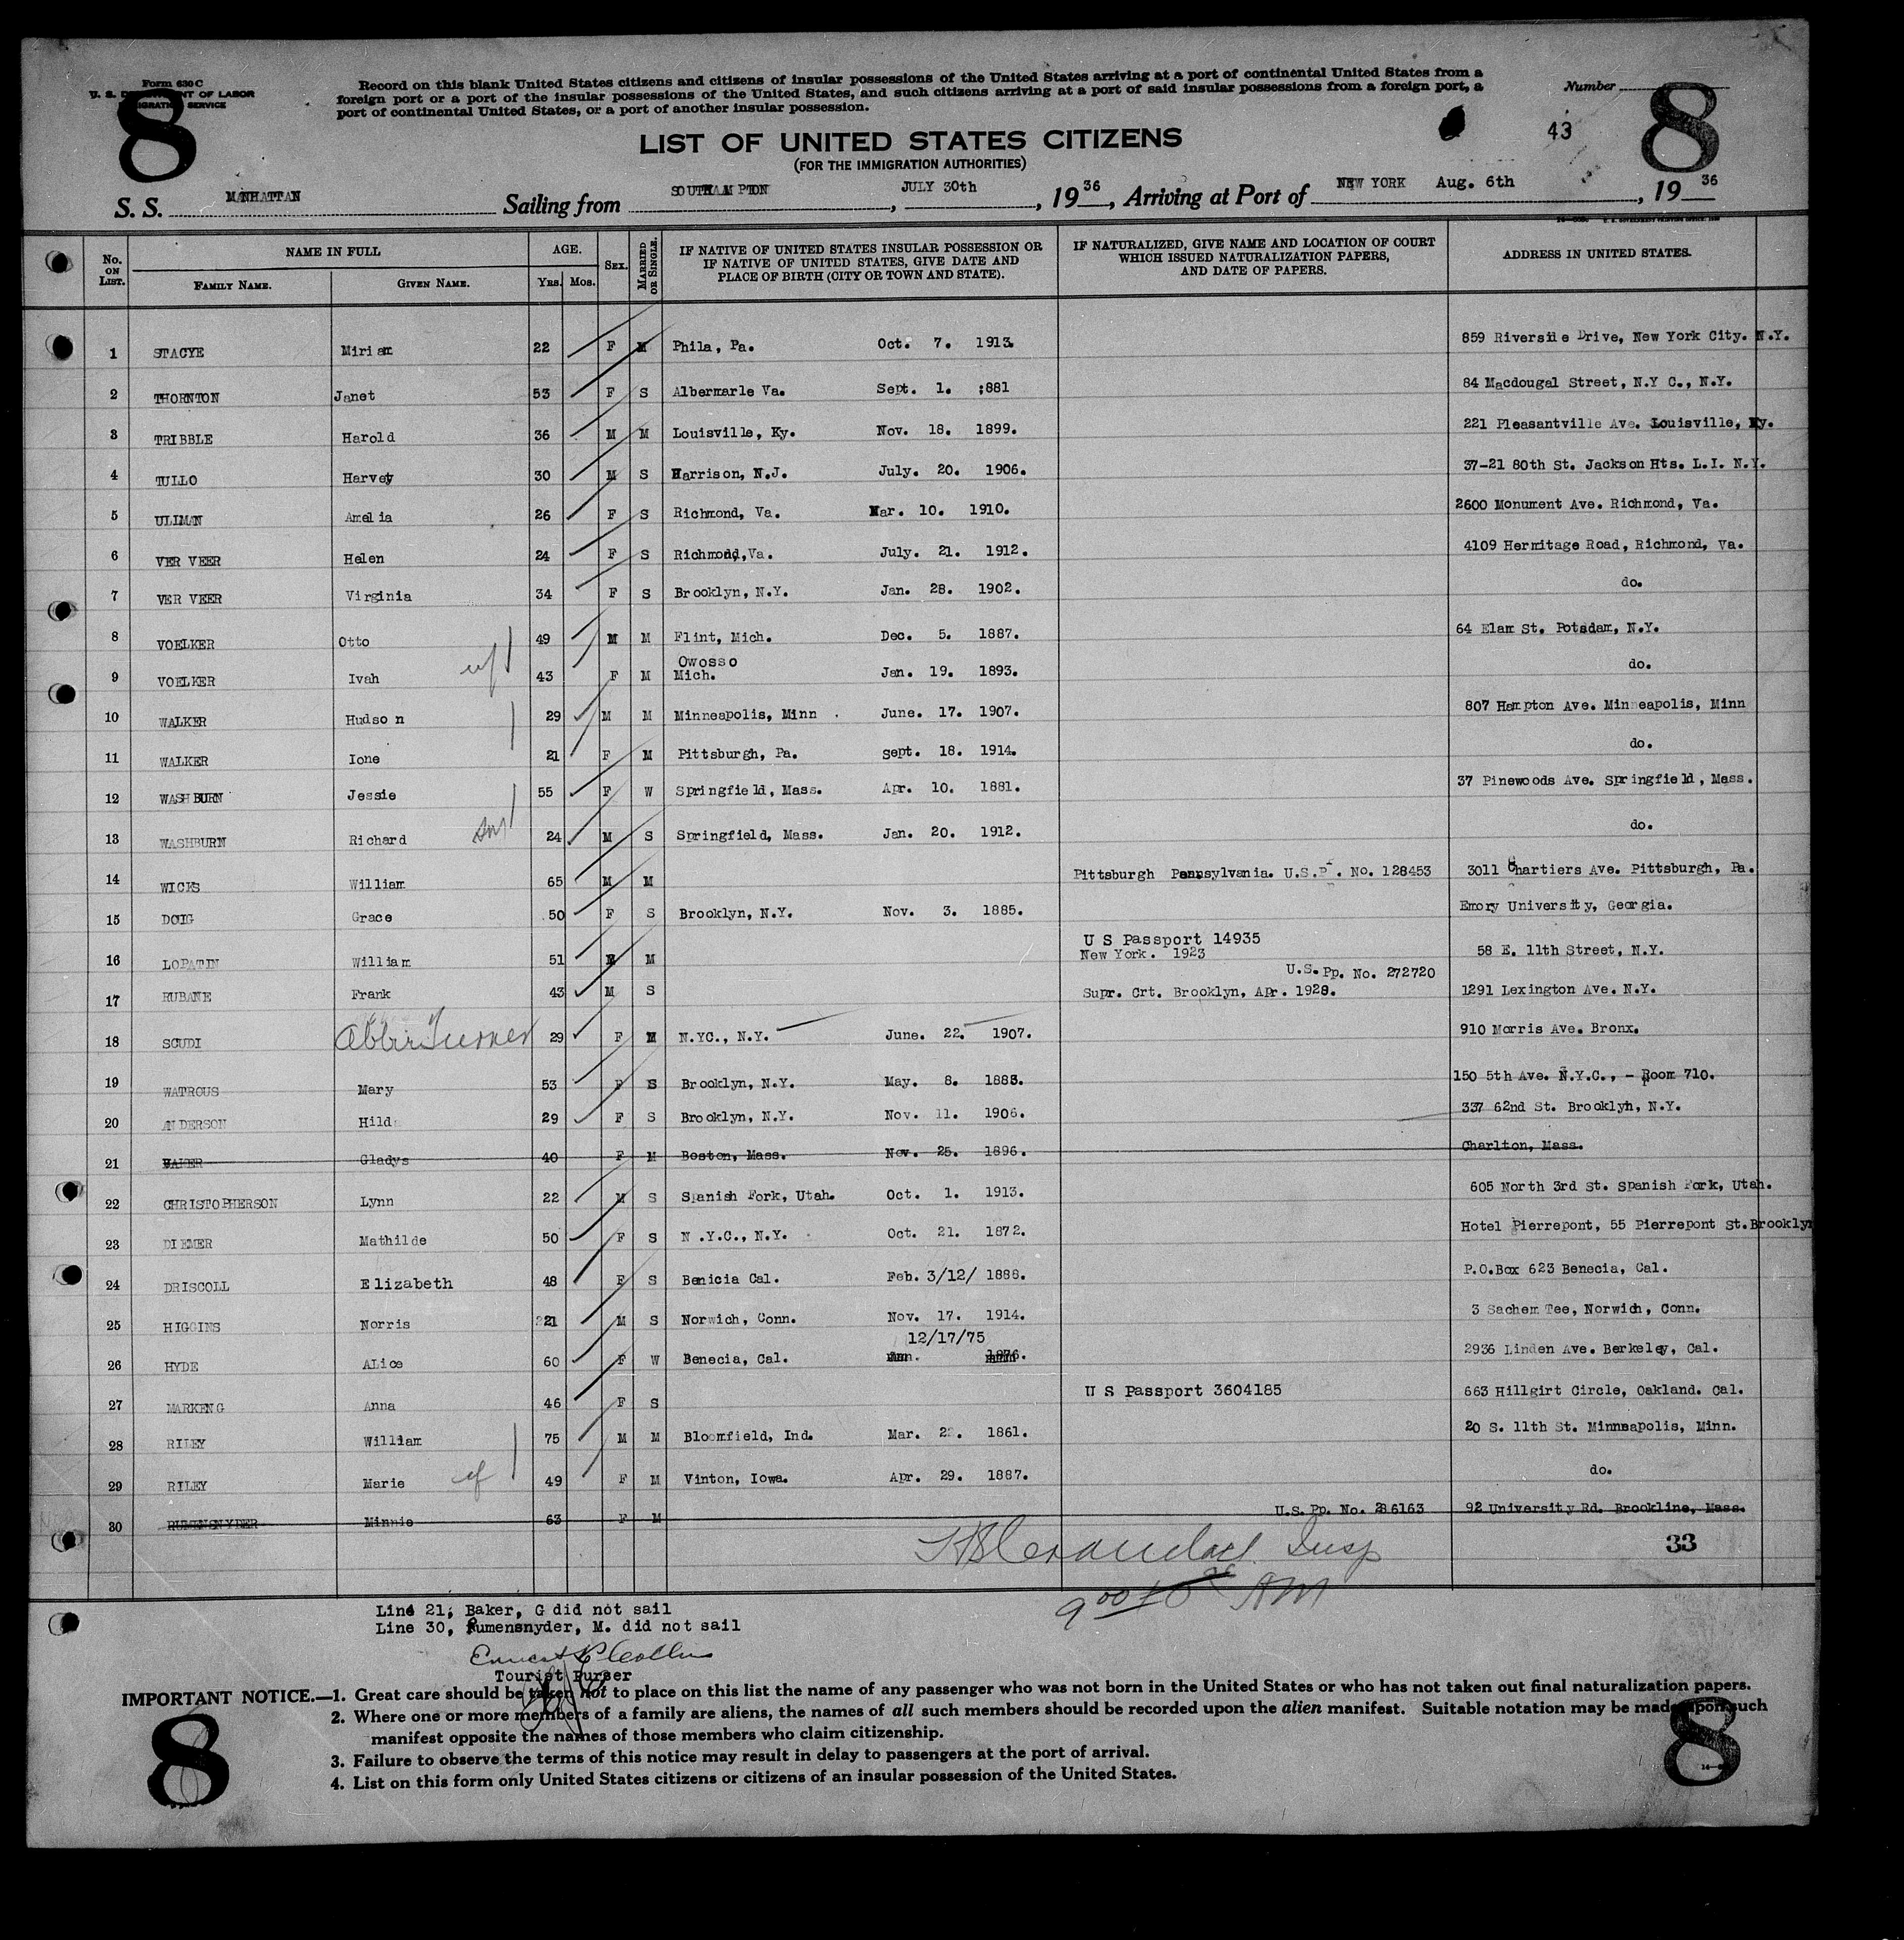 Form 630 C
U. S. DEPARTMENT OF LABOR
IMMIGRATION SERVICE
8
Record on this blank United States citizens and citizens of insular possessions of the United States arriving at a port of continental United States from a
foreign port or a port of the insular possessions of the United States, and such citizens arriving at a port of said insular possessions from a foreign port, a
port of continental United States, or a port of another insular possession.
Number
43
8
LIST OF UNITED STATES CITIZENS
(FOR THE IMMIGRATION AUTHORITIES)
S. S. MANHATTAN Sailing from SOUTHAMPTON, JULY 30th, 1936, Arriving at Port of NEW YORK Aug. 6th, 1936
No. ON LIST. NAME IN FULL FAMILY NAME. GIVEN NAME. AGE. YRS. MOS. SEX. MARRIED OR SINGLE. IF NATIVE OF UNITED STATES INSULAR POSSESSION OR IF NATIVE OF UNITED STATES, GIVE DATE AND PLACE OF BIRTH (CITY OR TOWN AND STATE). IF NATURALIZED, GIVE NAME AND LOCATION OF COURT WHICH ISSUED NATURALIZATION PAPERS, AND DATE OF PAPERS. ADDRESS IN UNITED STATES.
1 STACYE Miriam 22 F M Phila, Pa. Oct. 7. 1913. 859 Riverside Drive, New York City. N.Y.
2 THORNTON Janet 53 F S Albermarle Va. Sept. 1. :881 84 Macdougal Street, N.Y C., N.Y.
3 TRIBBLE Harold 36 M M Louisville, Ky. Nov. 18. 1899. 221 Pleasantville Ave. Louisville, Ky.
4 TULLO Harvey 30 M S Harrison, N.J. July. 20. 1906. 37-21 80th St. Jackson Hts. L.I. N.Y.
5 ULLMAN Amelia 26 F S Richmond, Va. Mar. 10. 1910. 2600 Monument Ave. Richmond, Va.
6 VER VEER Helen 24 F S Richmond, Va. July. 21. 1912. 4109 Hermitage Road, Richmond, Va.
7 VER VEER Virginia 34 F S Brooklyn, N.Y. Jan. 28. 1902. do.
8 VOELKER Otto 49 M M Flint, Mich. Dec. 5. 1887. 64 Elam St. Potsdam, N.Y.
9 VOELKER Ivah wf 43 F M Owosso Mich. Jan. 19. 1893. do.
10 WALKER Hudson 29 M M Minneapolis, Minn . June. 17. 1907. 807 Hampton Ave. Minneapolis, Minn
11 WALKER Ione 21 F M Pittsburgh, Pa. sept. 18. 1914. do.
12 WASHBURN Jessie 55 F W Springfield, Mass. Apr. 10. 1881. 37 Pinewoods Ave. Springfield, Mass.
13 WASHBURN Richard son 24 M S Springfield, Mass. Jan. 20. 1912. do.
14 WICKS William 65 M M Pittsburgh Pennsylvania. U.S.P. No. 128453 3011 Chartiers Ave. Pittsburgh, Pa.
15 DOUG Grace 50 F S Brooklyn, N.Y. Nov. 3. 1885. Emory University, Georgia.
16 LOPATIN William 51 M M U S Passport 14935 New York. 1923 58 E. 11th Street, N.Y.
17 RUBANE Frank 43 M S U.S. Pp. No. 272720 Supr. Crt. Brooklyn, Apr. 1928. 1291 Lexington Ave. N.Y.
18 SCUDI Turner 29 F M N.YC., N.Y. June. 22. 1907. 910 Morris Ave. Bronx.
19 WATROUS Mary 53 F S Brooklyn, N.Y. May. 8. 1883. 150 5th Ave. N.Y.C., - Room 710.
20 ANDERSON Hild 29 F S Brooklyn, N.Y. Nov. 11. 1906. 337 62nd St. Brooklyn, N.Y.
21 BAKER Gladys 40 F M Boston, Mass. Nov. 25. 1896. Charlton, Mass.
22 CHRISTOPHERSON Lynn 22 M S Spanish Fork, Utah. Oct. 1. 1913. 605 North 3rd St. Spanish Fork, Utah.
23 DIEMER Mathilde 50 F S N .Y.C., N.Y. Oct. 21. 1872. Hotel Pierrepont, 55 Pierrepont St. Brooklyn
24 DRISCOLL Elizabeth 48 F S Benicia Cal. Feb. 3/12/ 1888. P.O.Box 623 Benecia, Cal.
25 HIGGINS Norris 21 M S Norwich, Conn. Nov. 17. 1914. 3 Sachem Tee, Norwich, Conn.
26 HYDE ALice 60 F W Benecia, Cal. 12/17/75 Jan. 1876. 2936 Linden Ave. Berkeley, Cal.
27 MARKENG Anna 46 F S U S Passport 3604185 663 Hillgirt Circle, Oakland. Cal.
28 RILEY William 75 M M Bloomfield, Ind. Mar. 22. 1861. 20 S. 11th St. Minneapolis, Minn.
29 RILEY Marie wf 49 F M Vinton, Iowa. Apr. 29. 1887. do.
30 RUMENSNYDER Minnie 63 F M U.S. Pp. No. 286163 92 University Rd. Brookline, Mass.
Insp
33
9 00 AM
Line 21; Baker, G did not sail
Line 30, Rumensnyder, M. did not sail
Tourist Purser
IMPORTANT NOTICE.—1. Great care should be taken not to place on this list the name of any passenger who was not born in the United States or who has not taken out final naturalization papers.
2. Where one or more members of a family are aliens, the names of all such members should be recorded upon the alien manifest. Suitable notation may be made upon such
manifest opposite the names of those members who claim citizenship.
3. Failure to observe the terms of this notice may result in delay to passengers at the port of arrival.
4. List on this form only United States citizens or citizens of an insular possession of the United States.
8
8